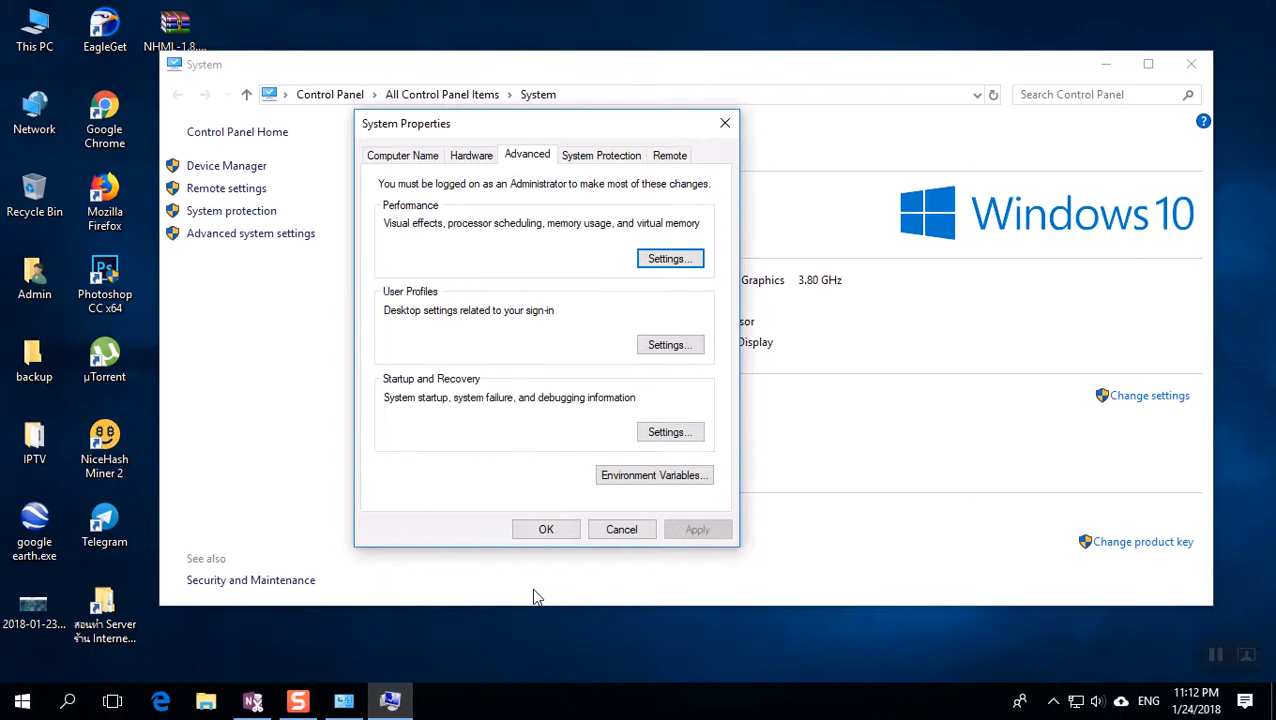 This PC
EagleGet
NHML-1.8....
Network
Google
Chrome
Recycle Bin
Mozilla
Firefox
Admin
Photoshop
CC x64
backup
µTorrent
IPTV
NiceHash
Miner 2
google
earth.exe
Telegram
2018-01-23...
สอนทำ Server
ร้าน Interne...
System
Control Panel
All Control Panel Items
System
Search Control Panel
Control Panel Home
Device Manager
Remote settings
System protection
Advanced system settings
See also
Security and Maintenance
System Properties
Computer Name
Hardware
Advanced
System Protection
Remote
You must be logged on as an Administrator to make most of these changes.
Performance
Visual effects, processor scheduling, memory usage, and virtual memory
Settings...
User Profiles
Desktop settings related to your sign-in
Settings...
Startup and Recovery
System startup, system failure, and debugging information
Settings...
Environment Variables...
OK
Cancel
Apply
Windows 10
Graphics 3.80 GHz
sor
Display
Change settings
Change product key
ENG
11:12 PM
1/24/2018